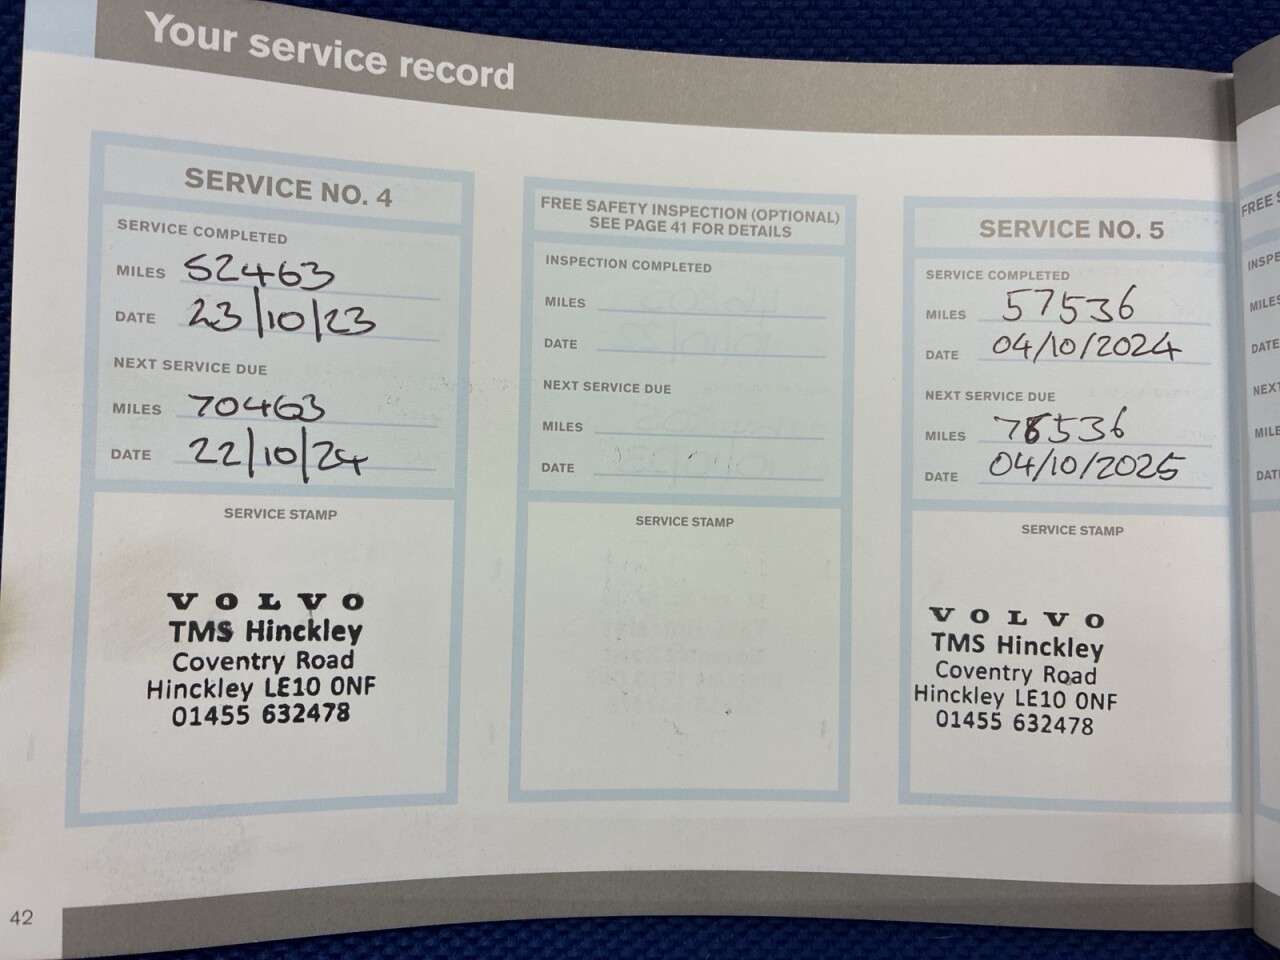 Your service record
SERVICE NO. 4
SERVICE COMPLETED
MILES 52463
DATE 23/10/23
NEXT SERVICE DUE
MILES 70463
DATE 22/10/24
SERVICE STAMP
VOLVO
TMS Hinckley
Coventry Road
Hinckley LE10 0NF
01455 632478
FREE SAFETY INSPECTION (OPTIONAL)
SEE PAGE 41 FOR DETAILS
INSPECTION COMPLETED
MILES
DATE
NEXT SERVICE DUE
MILES
DATE
SERVICE STAMP
SERVICE NO. 5
SERVICE COMPLETED
MILES 57536
DATE 04/10/2024
NEXT SERVICE DUE
MILES
DATE 04/10/2025
SERVICE STAMP
VOLVO
TMS Hinckley
Coventry Road
Hinckley LE10 0NF
01455 632478
FREE
DATE
42